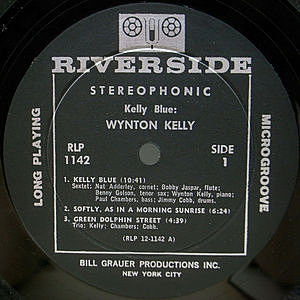 RIVERSIDE
STEREOPHONIC
Kelly Blue:
WYNTON KELLY
RLP
1142
SIDE
1
LONG PLAYING
MICROGROOVE
1. KELLY BLUE (10:41)
Sextet: Nat Adderley, cornet; Bobby Jaspar, flute;
Benny Golson, tenor sax; Wynton Kelly, piano;
Paul Chambers, bass; Jimmy Cobb, drums.
2. SOFTLY, AS IN A MORNING SUNRISE (6:24)
3. GREEN DOLPHIN STREET (4:39)
Trio; Kelly; Chambers; Cobb.
(RLP 12-1142 A)
BILL GRAUER PRODUCTIONS INC.
NEW YORK CITY